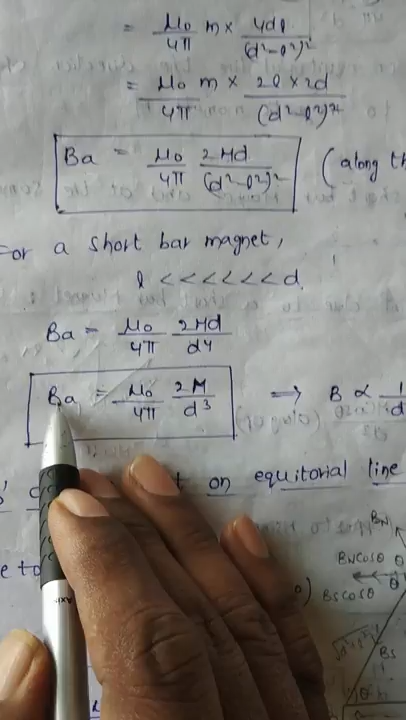 = μ₀/4π m × 4dl/(d²-l²)²
= μ₀/4π m × 2l × 2d/(d²-l²)²
Ba = μ₀/4π 2Md/(d²-l²)² (along th
For a short bar magnet,
l <<<<<< d.
Ba = μ₀/4π 2Md/d⁴
Ba = μ₀/4π 2M/d³ ⇒ B ∝ 1/d
on equitorial line
BN
BNcosθ θ
θ
BScosθ
BS
θ